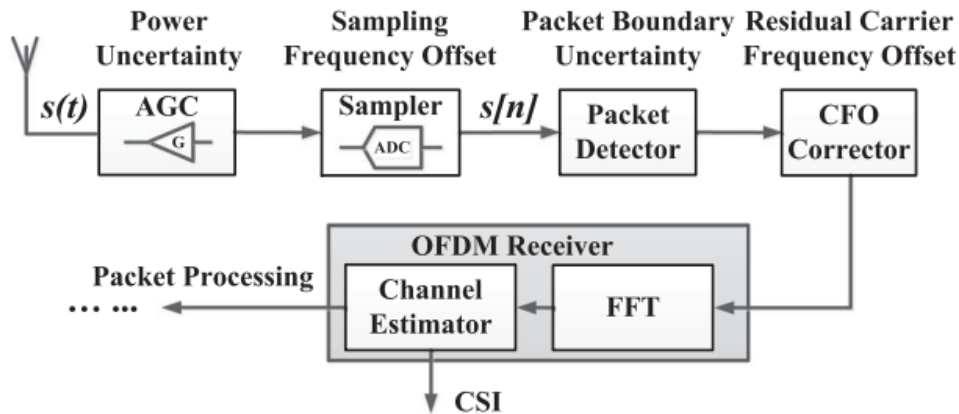 Power Uncertainty
Sampling Frequency Offset
Packet Boundary Uncertainty
Residual Carrier Frequency Offset
s(t)
AGC
G
Sampler
ADC
s[n]
Packet Detector
CFO Corrector
OFDM Receiver
Packet Processing
... ...
Channel Estimator
FFT
CSI